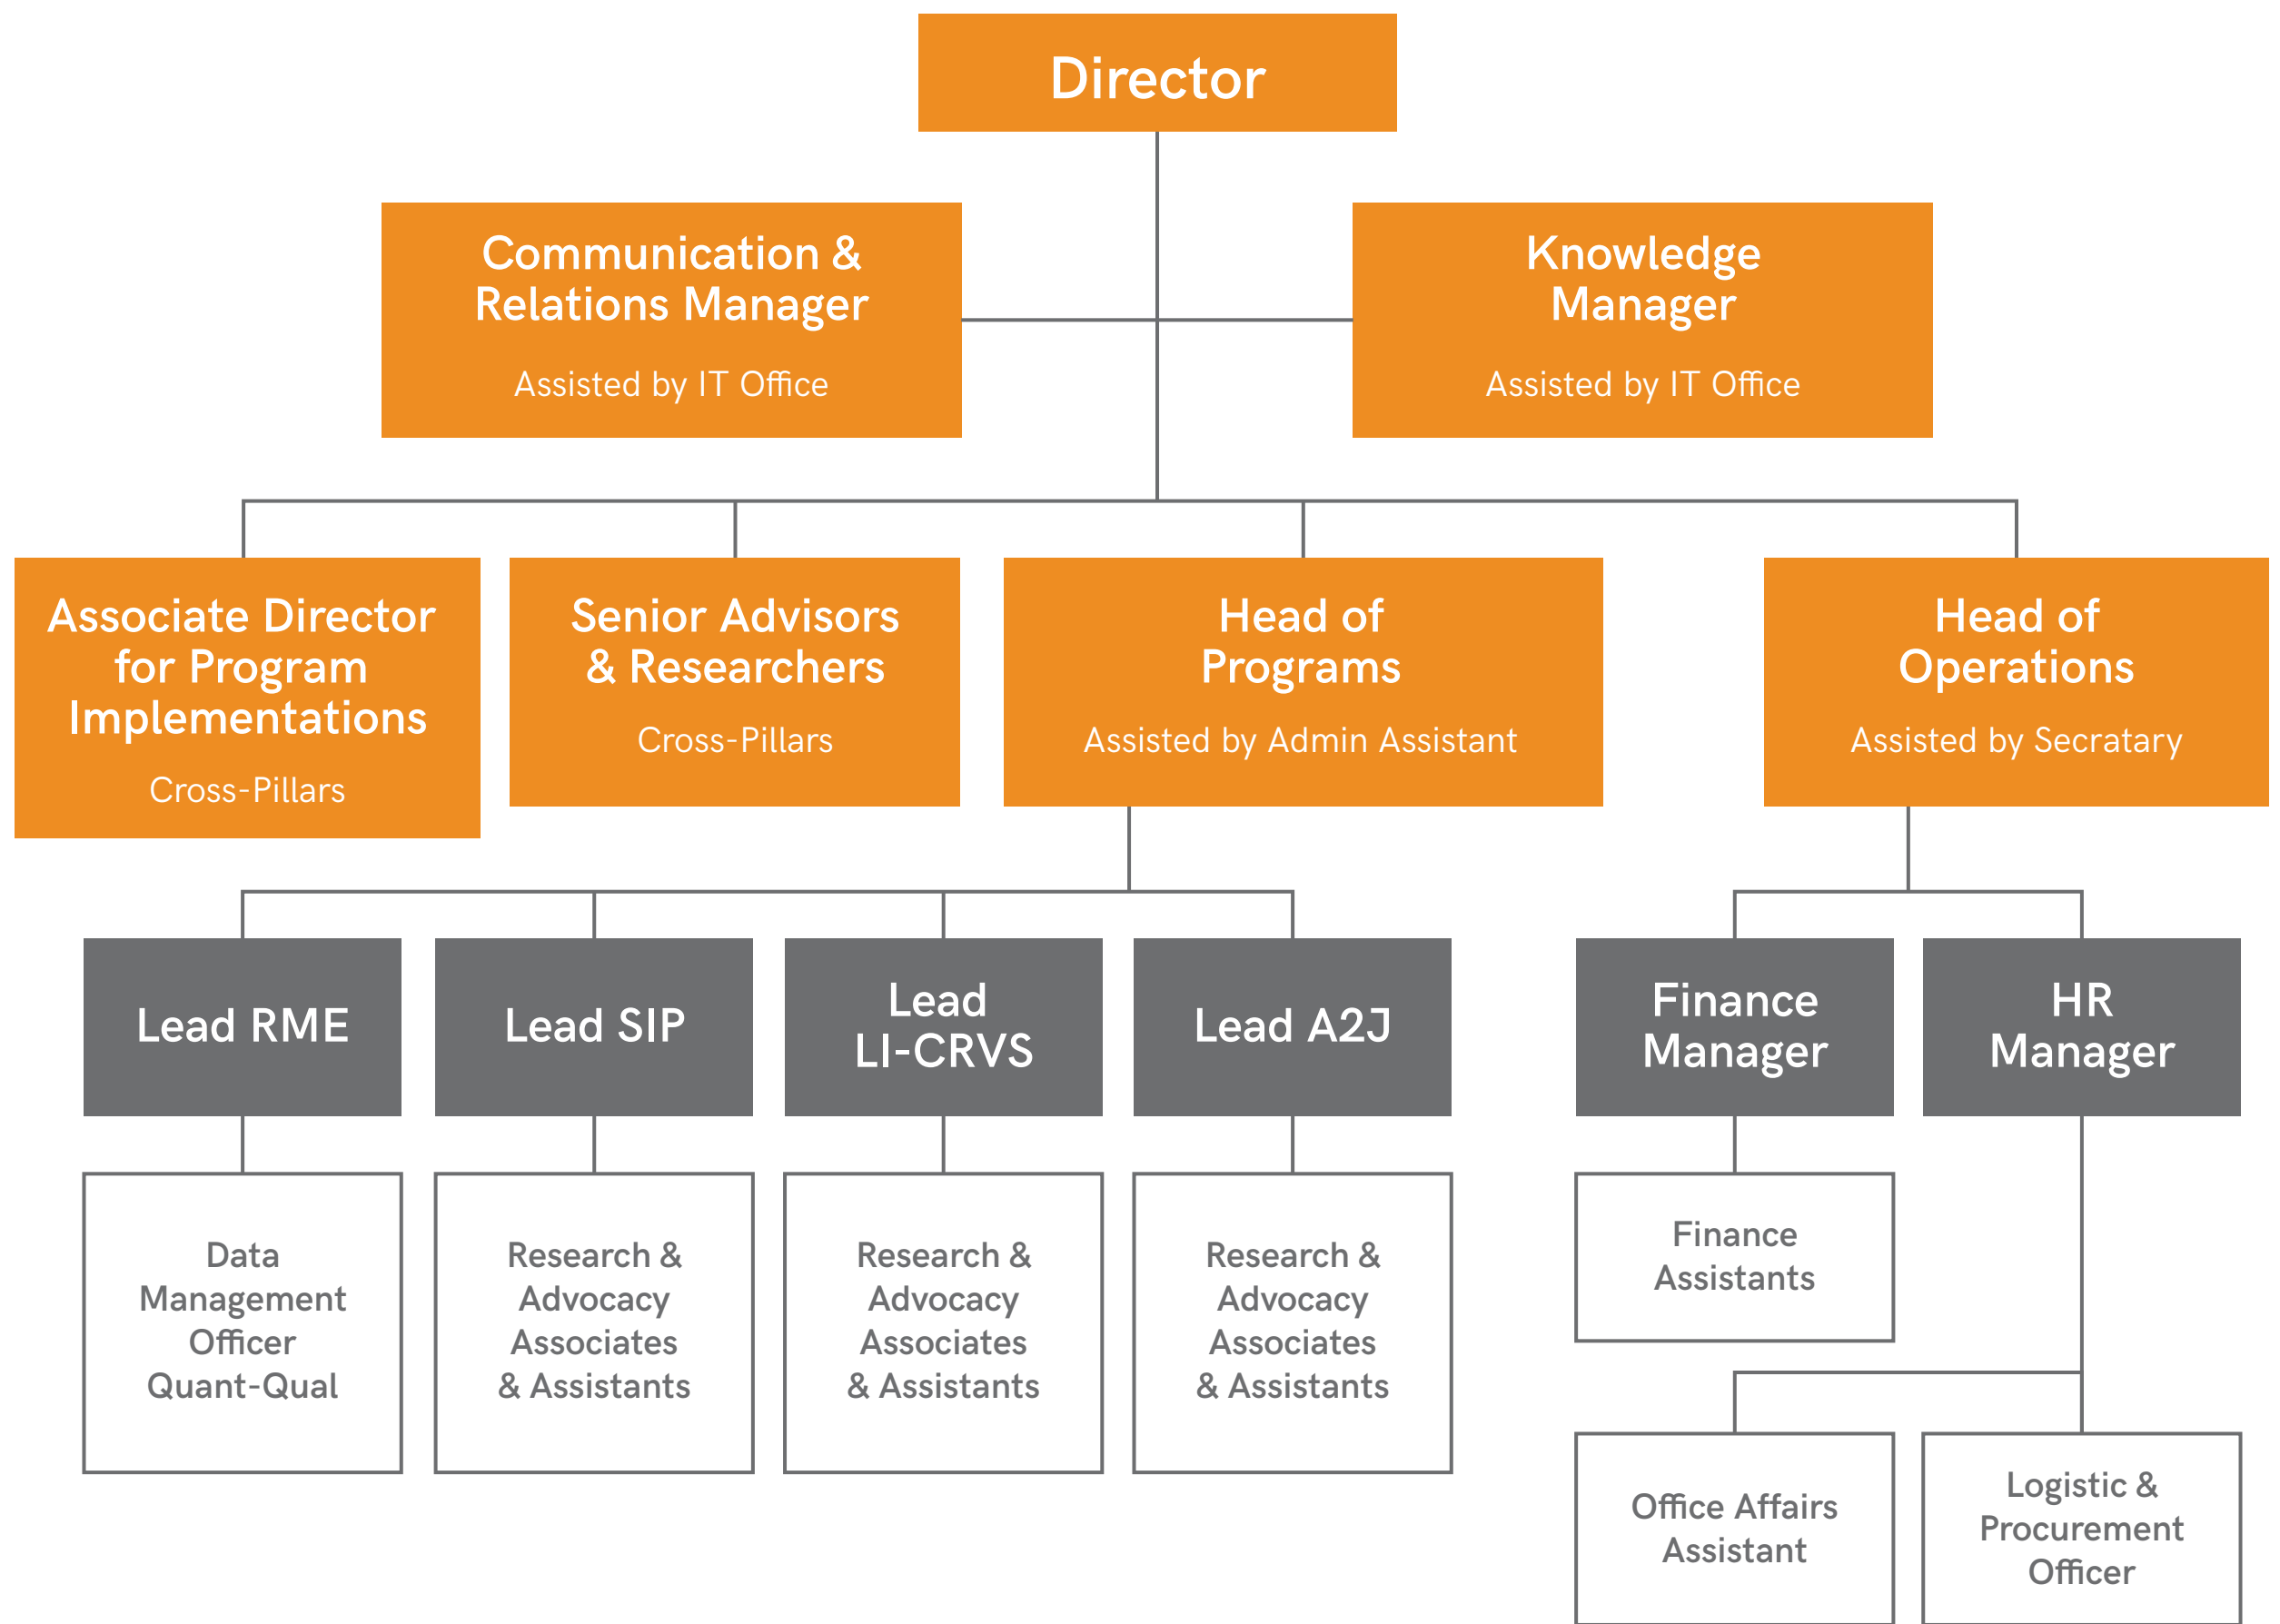 Director
Communication &
Relations Manager
Assisted by IT Office
Knowledge
Manager
Assisted by IT Office
Associate Director
for Program
Implementations
Cross-Pillars
Senior Advisors
& Researchers
Cross-Pillars
Head of
Programs
Assisted by Admin Assistant
Head of
Operations
Assisted by Secratary
Lead RME
Lead SIP
Lead
LI-CRVS
Lead A2J
Finance
Manager
HR
Manager
Data
Management
Officer
Quant-Qual
Research &
Advocacy
Associates
& Assistants
Research &
Advocacy
Associates
& Assistants
Research &
Advocacy
Associates
& Assistants
Finance
Assistants
Office Affairs
Assistant
Logistic &
Procurement
Officer